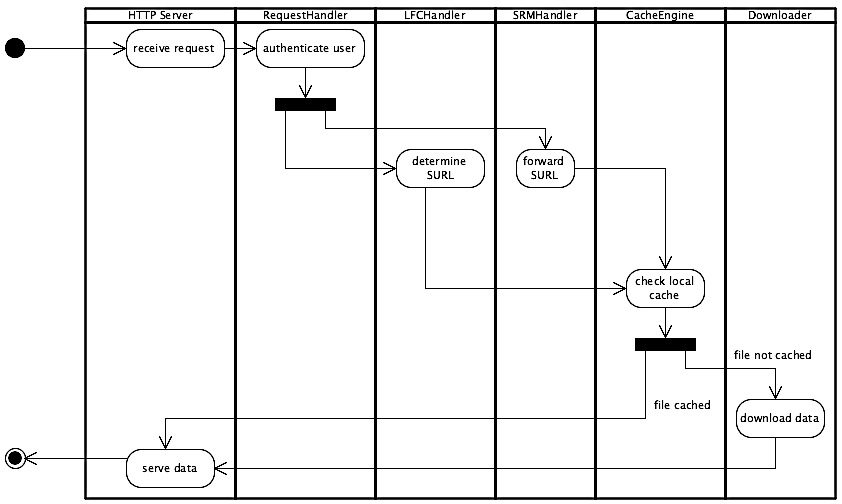 HTTP Server
RequestHandler
LFCHandler
SRMHandler
CacheEngine
Downloader
receive request
authenticate user
determine
SURL
forward
SURL
check local
cache
file not cached
file cached
download data
serve data